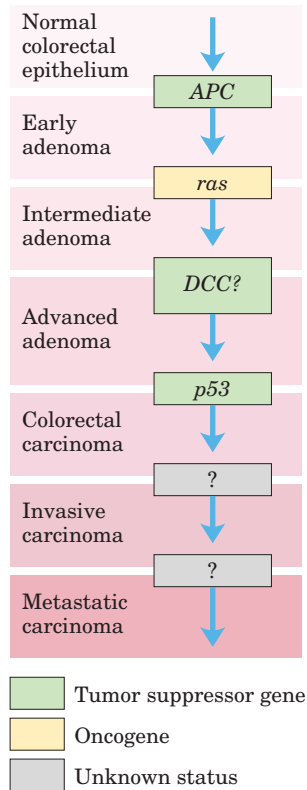 Normal
colorectal
epithelium
APC
Early
adenoma
ras
Intermediate
adenoma
DCC?
Advanced
adenoma
p53
Colorectal
carcinoma
?
Invasive
carcinoma
?
Metastatic
carcinoma
Tumor suppressor gene
Oncogene
Unknown status